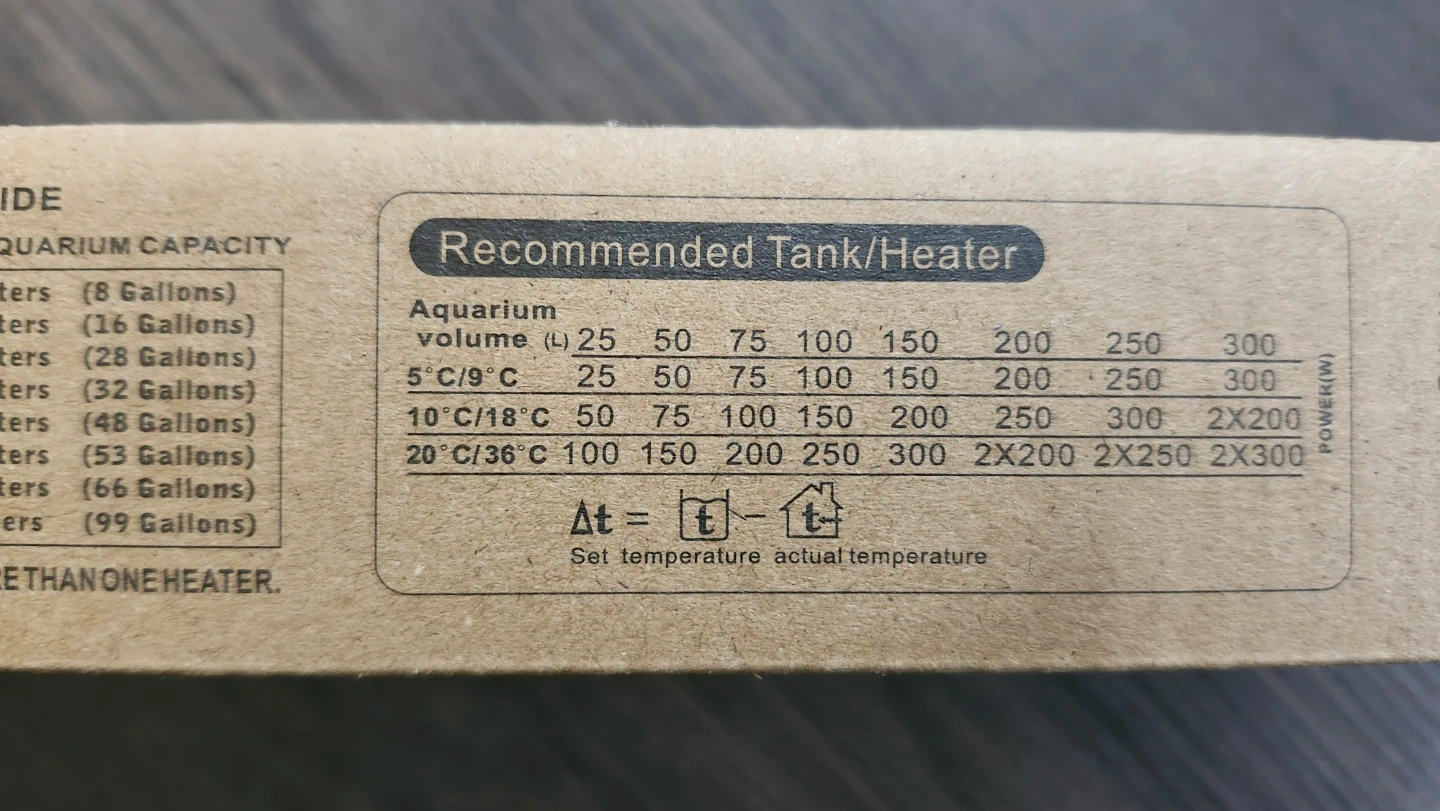 IDE
QUARIUM CAPACITY
ters (8 Gallons)
ters (16 Gallons)
ters (28 Gallons)
ters (32 Gallons)
ters (48 Gallons)
ters (53 Gallons)
ters (66 Gallons)
ers (99 Gallons)
RETHANONEHEATER.
Recommended Tank/Heater
Aquarium
volume (L) 25 50 75 100 150 200 250 300
5°C/9°C 25 50 75 100 150 200 250 300
10°C/18°C 50 75 100 150 200 250 300 2X200
20°C/36°C 100 150 200 250 300 2X200 2X250 2X300
POWER(W)
Δt = t - t
Set temperature actual temperature